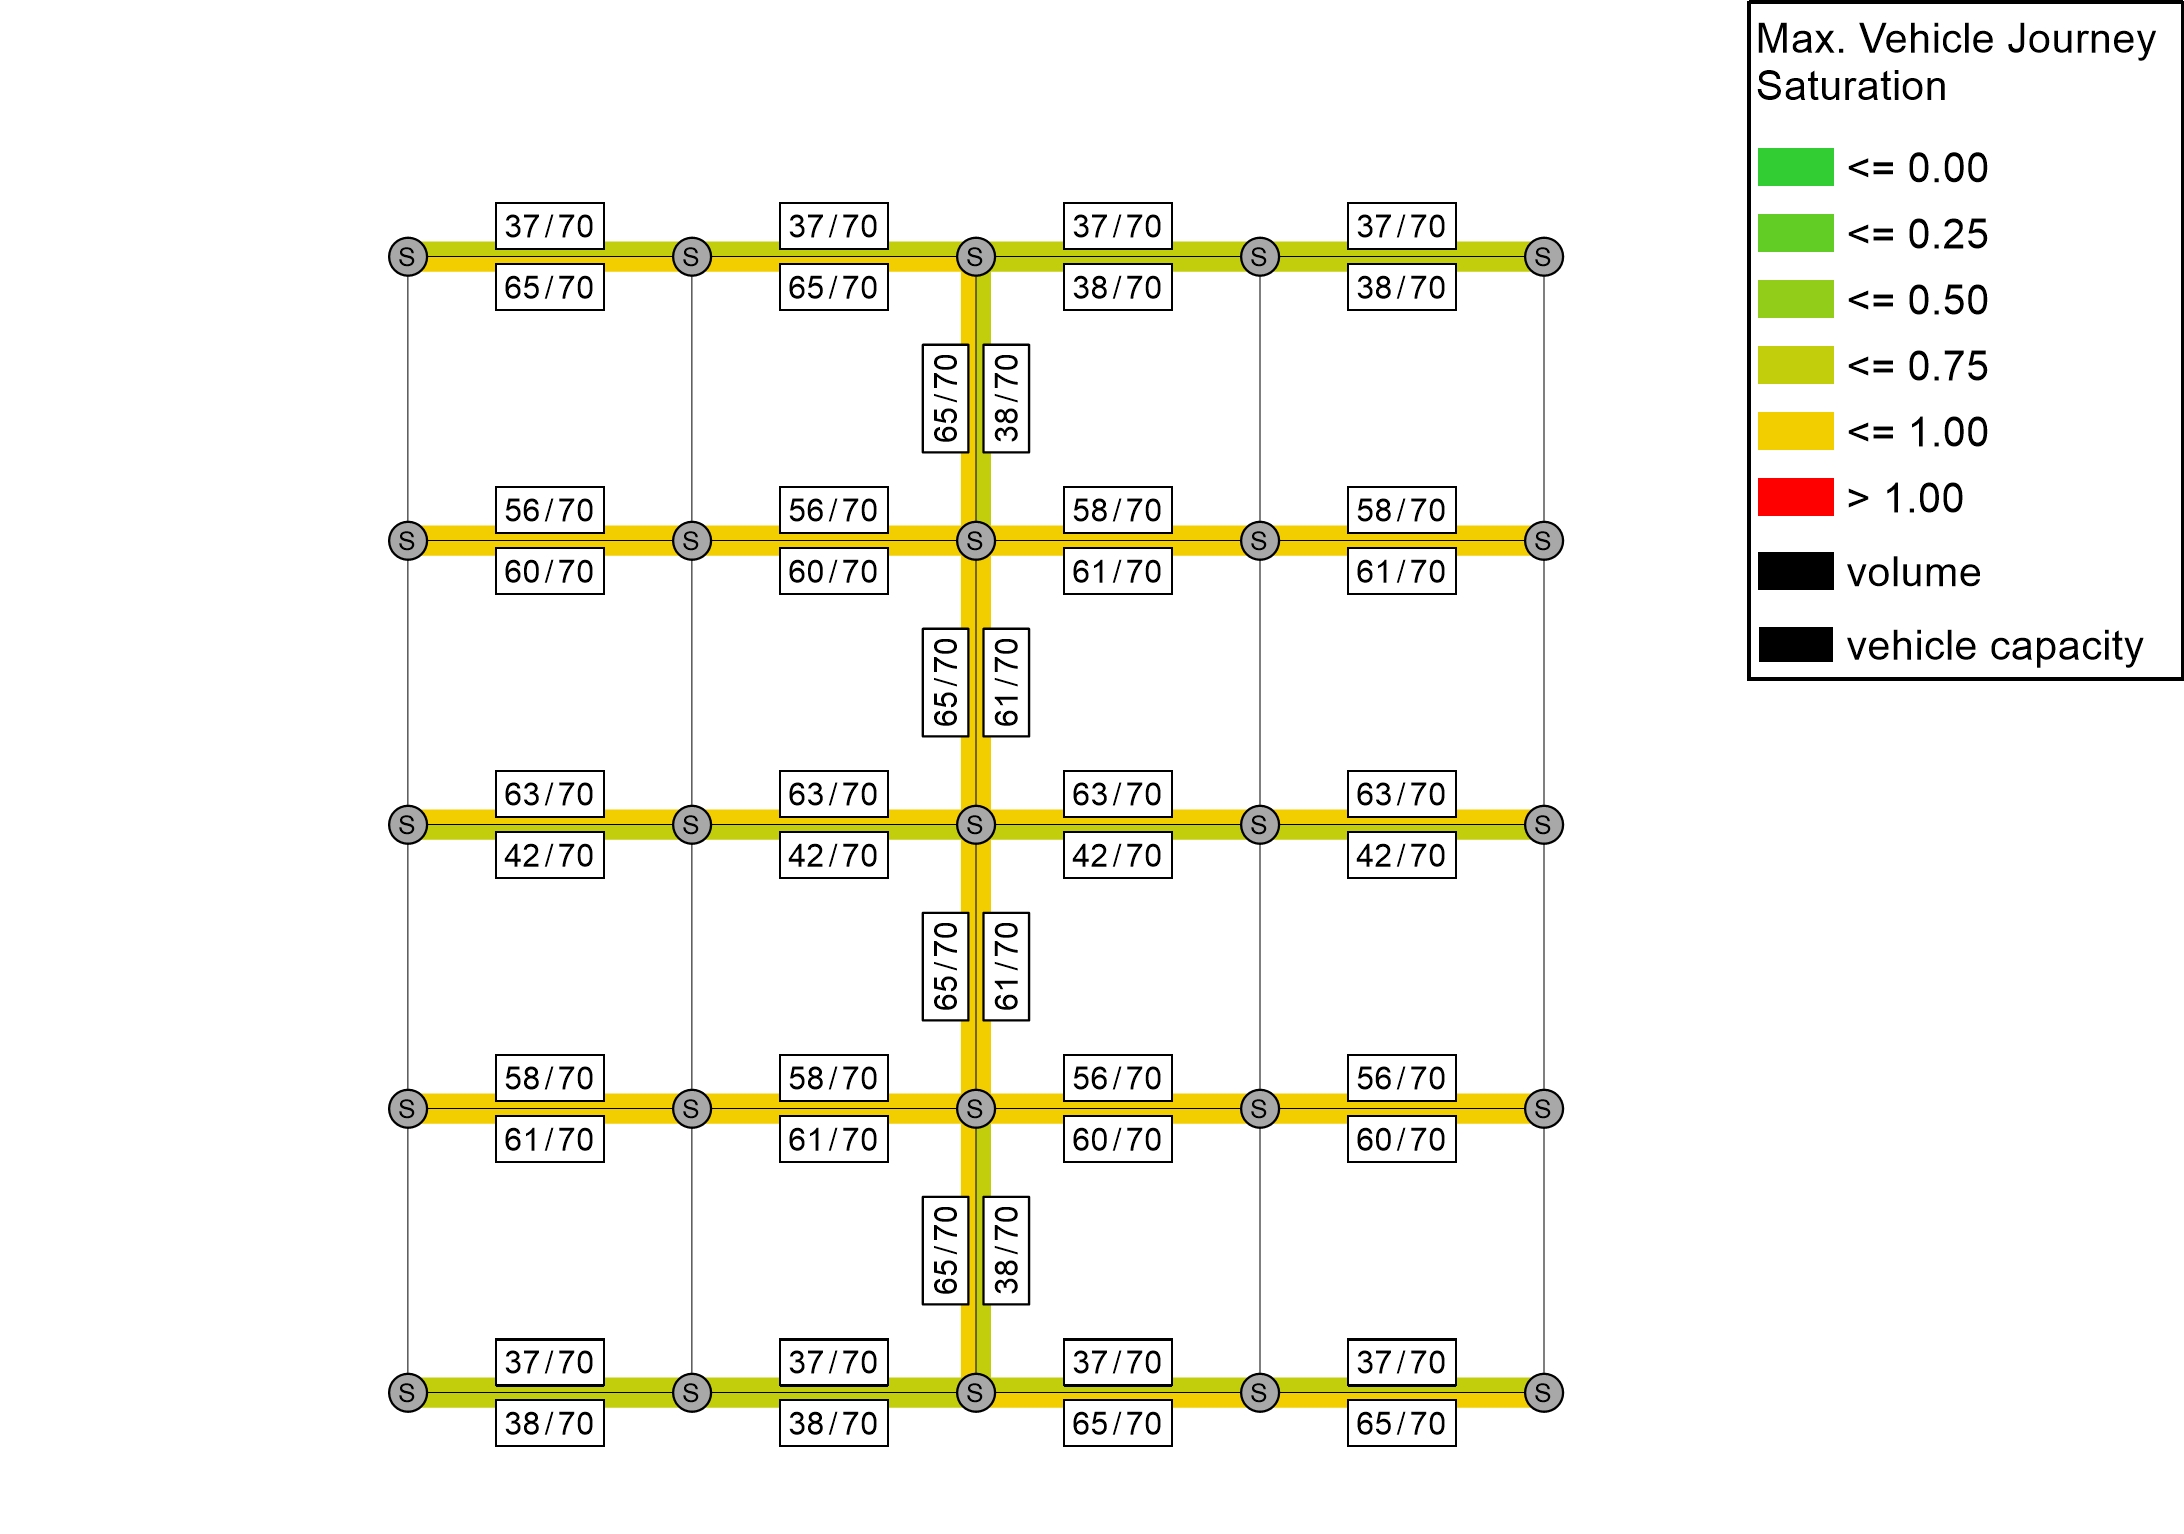 Max. Vehicle Journey
Saturation
<= 0.00
<= 0.25
<= 0.50
<= 0.75
<= 1.00
> 1.00
volume
vehicle capacity
37/70 37/70 37/70 37/70
S S S S S
65/70 65/70 38/70 38/70
65/70 38/70
56/70 56/70 58/70 58/70
S S S S S
60/70 60/70 61/70 61/70
65/70 61/70
63/70 63/70 63/70 63/70
S S S S S
42/70 42/70 42/70 42/70
65/70 61/70
58/70 58/70 56/70 56/70
S S S S S
61/70 61/70 60/70 60/70
65/70 38/70
37/70 37/70 37/70 37/70
S S S S S
38/70 38/70 65/70 65/70